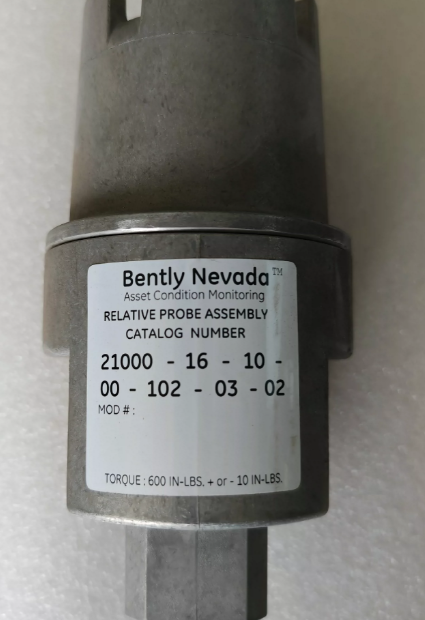 Bently Nevada™
Asset Condition Monitoring
RELATIVE PROBE ASSEMBLY
CATALOG NUMBER
21000 - 16 - 10 -
00 - 102 - 03 - 02
MOD # :
TORQUE : 600 IN-LBS. + or - 10 IN-LBS.